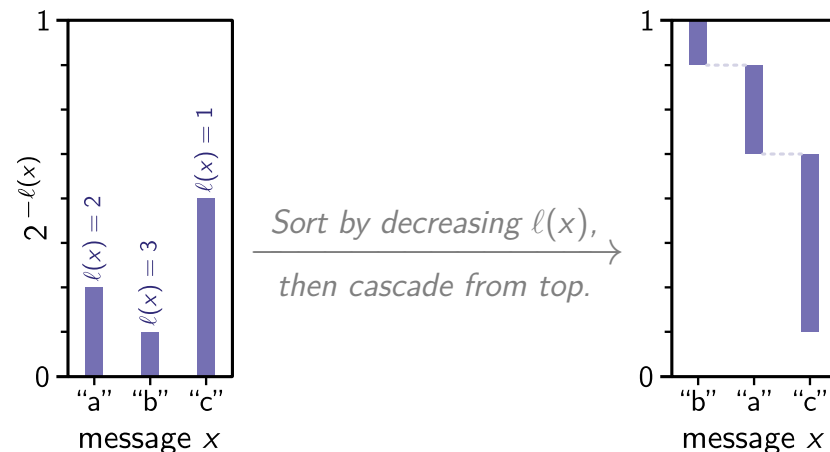 1
0
2^{-ℓ(x)}
ℓ(x) = 2
ℓ(x) = 3
ℓ(x) = 1
“a” “b” “c”
message x
Sort by decreasing ℓ(x),
then cascade from top.
1
0
“b” “a” “c”
message x